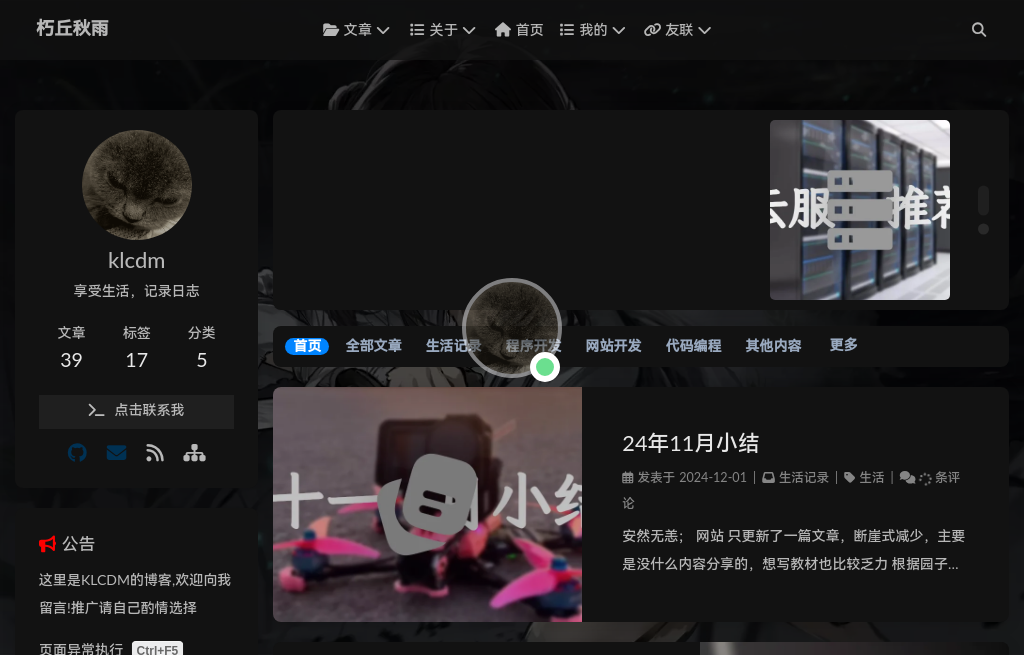 朽丘秋雨
文章 关于 首页 我的 友联
klcdm
享受生活，记录日志
文章 标签 分类
39 17 5
点击联系我
公告
这里是KLCDM的博客,欢迎向我
留言!推广请自己酌情选择
页面异常执行 Ctrl+F5
云服 推荐
首页 全部文章 生活记录 程序开发 网站开发 代码编程 其他内容 更多
十一月小结
24年11月小结
发表于 2024-12-01 | 生活记录 | 生活 | 条评
论
安然无恙； 网站 只更新了一篇文章，断崖式减少，主要
是没什么内容分享的，想写教材也比较乏力 根据园子...